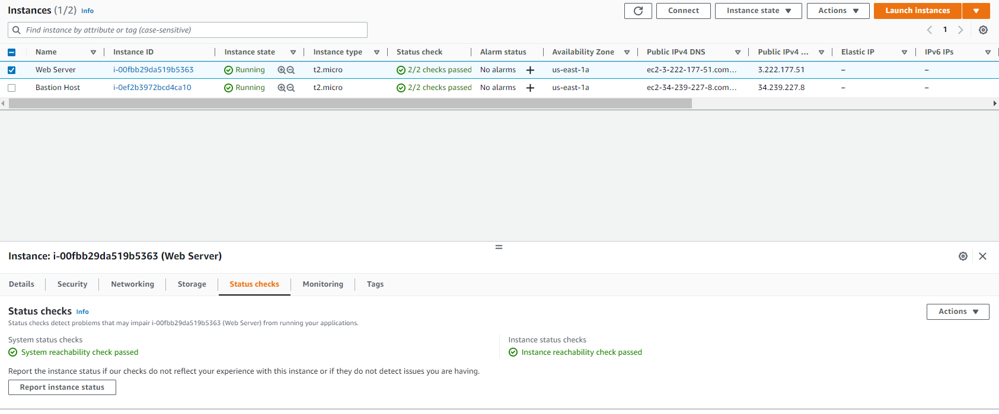 Instances (1/2) Info
Connect
Instance state
Actions
Launch instances
Find instance by attribute or tag (case-sensitive)
1
Name Instance ID Instance state Instance type Status check Alarm status Availability Zone Public IPv4 DNS Public IPv4 ... Elastic IP IPv6 IPs
Web Server i-00fbb29da519b5363 Running t2.micro 2/2 checks passed No alarms + us-east-1a ec2-3-222-177-51.com... 3.222.177.51 – –
Bastion Host i-0ef2b3972bcd4ca10 Running t2.micro 2/2 checks passed No alarms + us-east-1a ec2-34-239-227-8.com... 34.239.227.8 – –
Instance: i-00fbb29da519b5363 (Web Server)
Details Security Networking Storage Status checks Monitoring Tags
Status checks Info
Actions
Status checks detect problems that may impair i-00fbb29da519b5363 (Web Server) from running your applications.
System status checks
System reachability check passed
Instance status checks
Instance reachability check passed
Report the instance status if our checks do not reflect your experience with this instance or if they do not detect issues you are having.
Report instance status